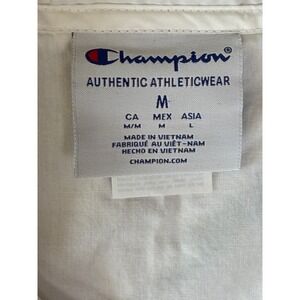 Champion
AUTHENTIC ATHLETICWEAR
M
CA MEX ASIA
M/M M L
MADE IN VIETNAM
FABRIQUÉ AU VIÊT-NAM
HECHO EN VIETNAM
CHAMPION.COM